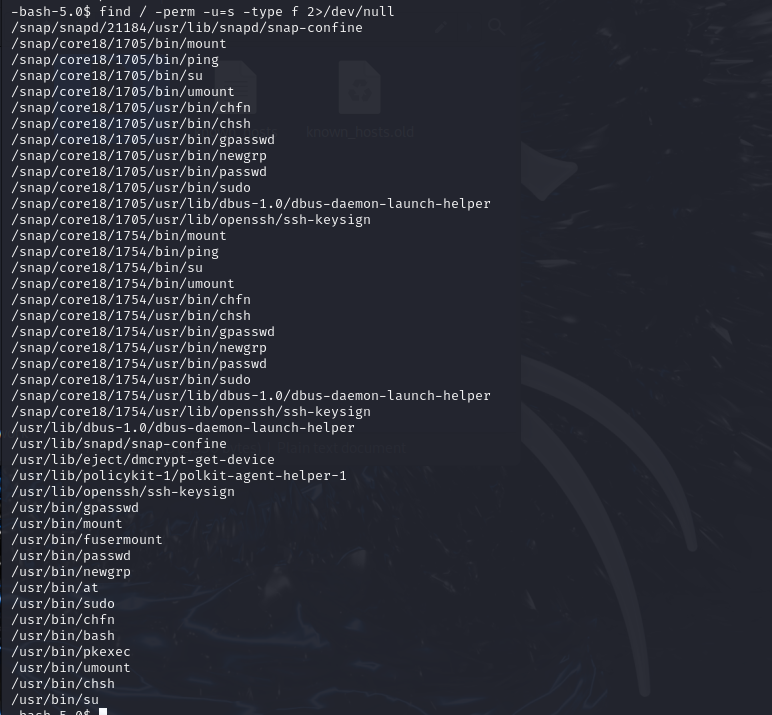 -bash-5.0$ find / -perm -u=s -type f 2>/dev/null
/snap/snapd/21184/usr/lib/snapd/snap-confine
/snap/core18/1705/bin/mount
/snap/core18/1705/bin/ping
/snap/core18/1705/bin/su
/snap/core18/1705/bin/umount
/snap/core18/1705/usr/bin/chfn
/snap/core18/1705/usr/bin/chsh
/snap/core18/1705/usr/bin/gpasswd
/snap/core18/1705/usr/bin/newgrp
/snap/core18/1705/usr/bin/passwd
/snap/core18/1705/usr/bin/sudo
/snap/core18/1705/usr/lib/dbus-1.0/dbus-daemon-launch-helper
/snap/core18/1705/usr/lib/openssh/ssh-keysign
/snap/core18/1754/bin/mount
/snap/core18/1754/bin/ping
/snap/core18/1754/bin/su
/snap/core18/1754/bin/umount
/snap/core18/1754/usr/bin/chfn
/snap/core18/1754/usr/bin/chsh
/snap/core18/1754/usr/bin/gpasswd
/snap/core18/1754/usr/bin/newgrp
/snap/core18/1754/usr/bin/passwd
/snap/core18/1754/usr/bin/sudo
/snap/core18/1754/usr/lib/dbus-1.0/dbus-daemon-launch-helper
/snap/core18/1754/usr/lib/openssh/ssh-keysign
/usr/lib/dbus-1.0/dbus-daemon-launch-helper
/usr/lib/snapd/snap-confine
/usr/lib/eject/dmcrypt-get-device
/usr/lib/policykit-1/polkit-agent-helper-1
/usr/lib/openssh/ssh-keysign
/usr/bin/gpasswd
/usr/bin/mount
/usr/bin/fusermount
/usr/bin/passwd
/usr/bin/newgrp
/usr/bin/at
/usr/bin/sudo
/usr/bin/chfn
/usr/bin/bash
/usr/bin/pkexec
/usr/bin/umount
/usr/bin/chsh
/usr/bin/su
-bash-5.0$
known_hosts.old